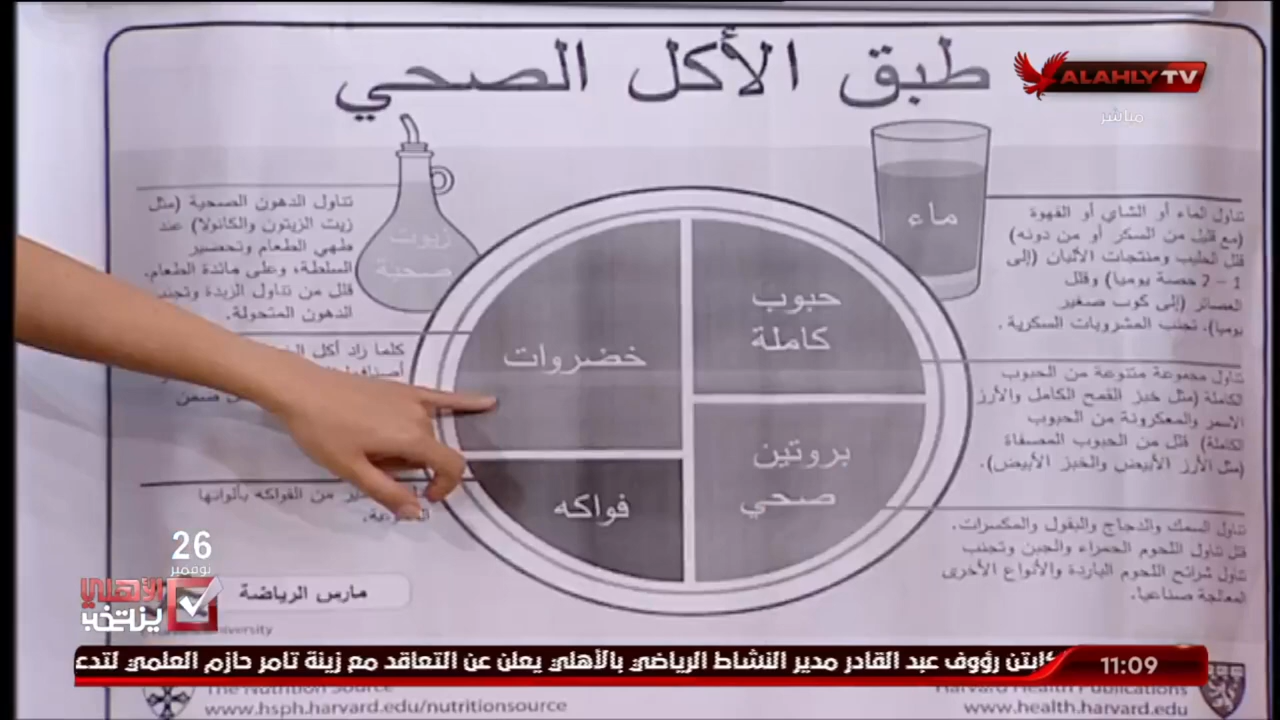 طبق الأكل الصحي
ALAHLY TV
مباشر
ماء
تناول الماء أو الشاي أو القهوة
(مع قليل من السكر أو من دونه)
قلل الحليب ومنتجات الألبان (إلى
1 - 2 حصة يوميا) وقلل
العصائر (إلى كوب صغير
يوميا). تجنب المشروبات السكرية.
زيوت
صحية
تناول الدهون الصحية (مثل
زيت الزيتون والكانولا) عند
طهي الطعام وتحضير
السلطة، وعلى مائدة الطعام.
قلل من تناول الزبدة وتجنب
الدهون المتحولة.
حبوب
كاملة
خضروات
بروتين
صحي
فواكه
تناول مجموعة متنوعة من الحبوب
الكاملة (مثل خبز القمح الكامل والأرز
الاسمر والمعكرونة من الحبوب
الكاملة) قلل من الحبوب المصفاة
(مثل الأرز الأبيض والخبز الأبيض).
كلما زاد أكل
ضمن
من الفواكه بألوانها
تناول السمك والدجاج والبقول والمكسرات.
قلل تناول اللحوم الحمراء والجبن وتجنب
تناول شرائح اللحوم الباردة والأنواع الأخرى
المعالجة صناعيا.
مارس الرياضة
University
26
نوفمبر
الأهلي
ينتخب
كابتن رؤوف عبد القادر مدير النشاط الرياضي بالأهلي يعلن عن التعاقد مع زينة تامر حازم العلمي لتدع
11:09
The Nutrition Source
www.hsph.harvard.edu/nutritionsource
Harvard Health Publications
www.health.harvard.edu